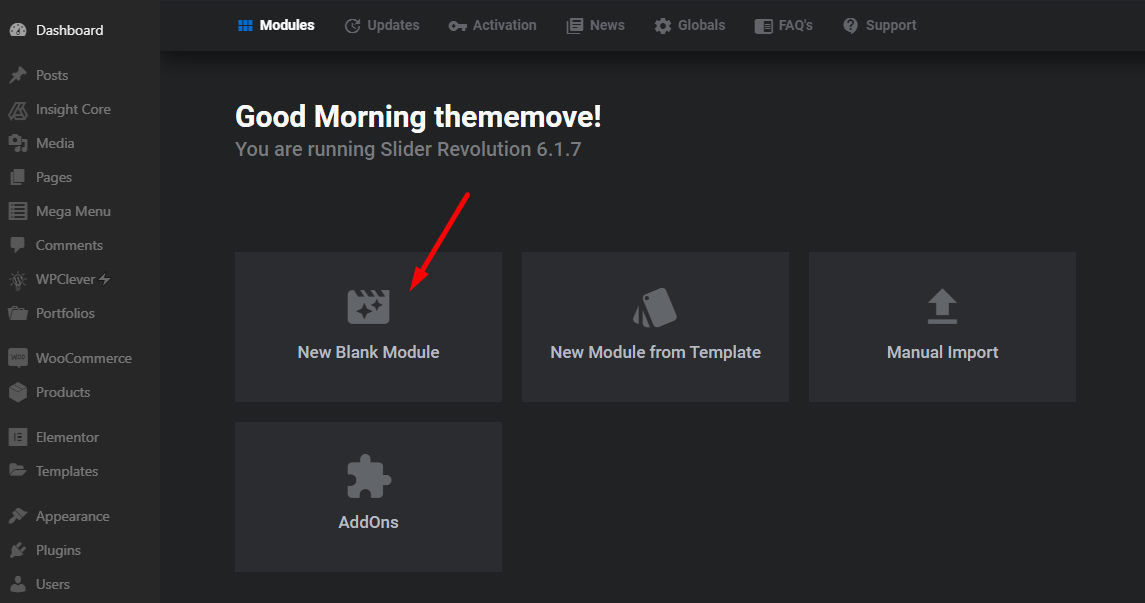 Dashboard
Posts
Insight Core
Media
Pages
Mega Menu
Comments
WPClever
Portfolios
WooCommerce
Products
Elementor
Templates
Appearance
Plugins
Users
Modules
Updates
Activation
News
Globals
FAQ's
Support
Good Morning thememove!
You are running Slider Revolution 6.1.7
New Blank Module
New Module from Template
Manual Import
AddOns